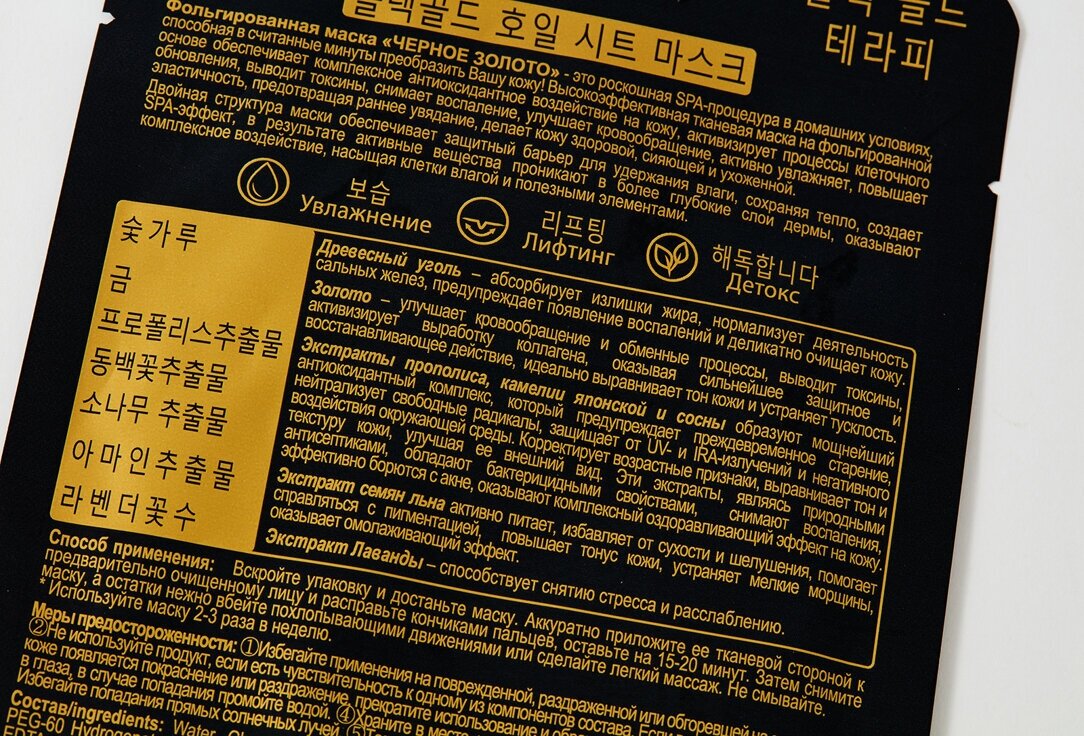 블랙골드 호일 시트 마스크
테라피
Фольгированная маска «ЧЕРНОЕ ЗОЛОТО» - это роскошная SPA-процедура в домашних условиях,
способная в считанные минуты преобразить Вашу кожу! Высокоэффективная тканевая маска на фольгированной
основе обеспечивает комплексное антиоксидантное воздействие на кожу, активизирует процессы клеточного
обновления, выводит токсины, снимает воспаление, улучшает кровообращение, активно увлажняет, повышает
эластичность, предотвращая раннее увядание, делает кожу здоровой, сияющей и ухоженной.
Двойная структура маски обеспечивает защитный барьер для удержания влаги, сохраняя тепло, создает
SPA-эффект, в результате активные вещества проникают в более глубокие слои дермы, оказывают
комплексное воздействие, насыщая клетки влагой и полезными элементами.
보습
Увлажнение
리프팅
Лифтинг
해독합니다
Детокс
숯가루
금
프로폴리스추출물
동백꽃추출물
소나무 추출물
아마인추출물
라벤더꽃수
Древесный уголь – абсорбирует излишки жира, нормализует деятельность
сальных желез, предупреждает появление воспалений и деликатно очищает кожу.
Золото – улучшает кровообращение и обменные процессы, выводит токсины,
активизирует выработку коллагена, оказывая сильнейшее защитное и
восстанавливающее действие, идеально выравнивает тон кожи и устраняет тусклость.
Экстракты прополиса, камелии японской и сосны образуют мощнейший
антиоксидантный комплекс, который предупреждает преждевременное старение,
нейтрализует свободные радикалы, защищает от UV- и IRA-излучений и негативного
воздействия окружающей среды. Корректирует возрастные признаки, выравнивает тон и
текстуру кожи, улучшая ее внешний вид. Эти экстракты, являясь природными
антисептиками, обладают бактерицидными свойствами, снимают воспаления,
эффективно борются с акне, оказывают комплексный оздоравливающий эффект на кожу.
Экстракт семян льна активно питает, избавляет от сухости и шелушения, помогает
справляться с пигментацией, повышает тонус кожи, устраняет мелкие морщины,
оказывает омолаживающий эффект.
Экстракт Лаванды – способствует снятию стресса и расслаблению.
Способ применения: Вскройте упаковку и достаньте маску. Аккуратно приложите ее тканевой стороной к
предварительно очищенному лицу и расправьте кончиками пальцев, оставьте на 15-20 минут. Затем снимите
маску, а остатки нежно вбейте похлопывающими движениями или сделайте легкий массаж. Не смывайте.
* Используйте маску 2-3 раза в неделю.
Меры предосторожности: ①Избегайте применения на поврежденной, раздраженной или обгоревшей
②Не используйте продукт, если есть чувствительность к одному из компонентов состава. Если
коже появляется покраснение или раздражение, прекратите использование и
в глаза, в случае попадания промойте водой. ④Храните в месте
Избегайте попадания прямых солнечных лучей. ⑤
Состав/ingredients: Water,
PEG-60
EDTA